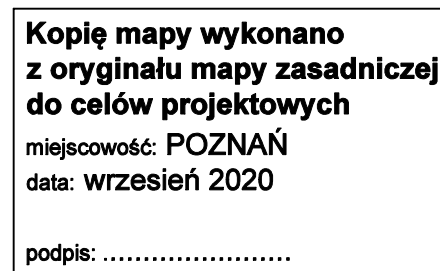 Kopię mapy wykonano
z oryginału mapy zasadniczej
do celów projektowych
miejscowość: POZNAŃ
data: wrzesień 2020
podpis: .......................